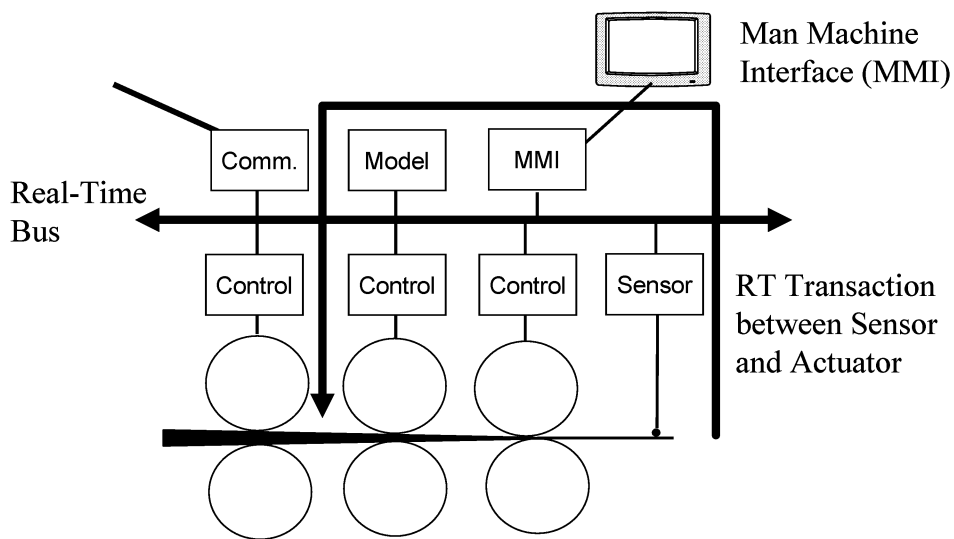 Man Machine
Interface (MMI)
Comm.
Model
MMI
Real-Time
Bus
Control
Control
Control
Sensor
RT Transaction
between Sensor
and Actuator